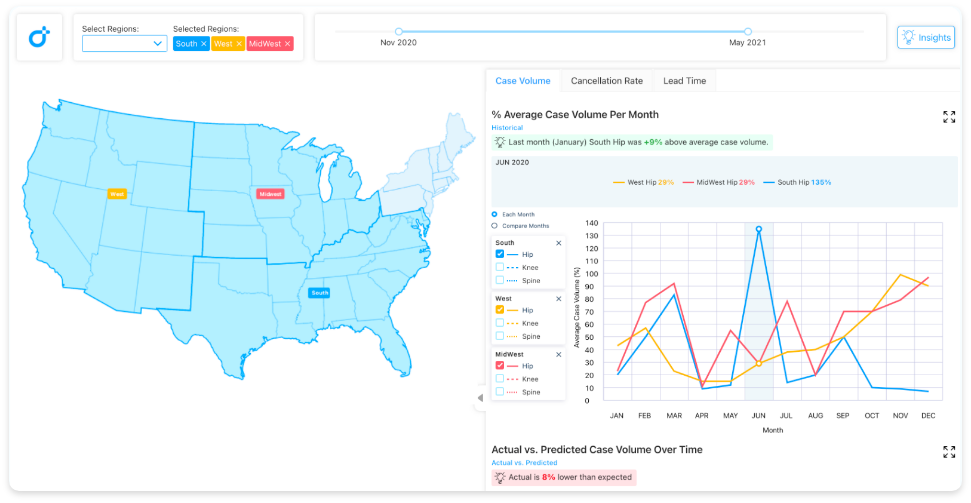 Select Regions:
Selected Regions:
South × West × MidWest ×
Nov 2020
May 2021
Insights
Case Volume
Cancellation Rate
Lead Time
West
Midwest
South
% Average Case Volume Per Month
Historical
Last month (January) South Hip was +9% above average case volume.
JUN 2020
West Hip 29% MidWest Hip 29% South Hip 135%
Each Month
Compare Months
South ×
Hip
Knee
Spine
West ×
Hip
Knee
Spine
MidWest ×
Hip
Knee
Spine
Average Case Volume (%)
140
130
120
110
100
90
80
70
60
50
40
30
20
10
0
JAN FEB MAR APR MAY JUN JUL AUG SEP OCT NOV DEC
Month
Actual vs. Predicted Case Volume Over Time
Actual vs. Predicted
Actual is 8% lower than expected